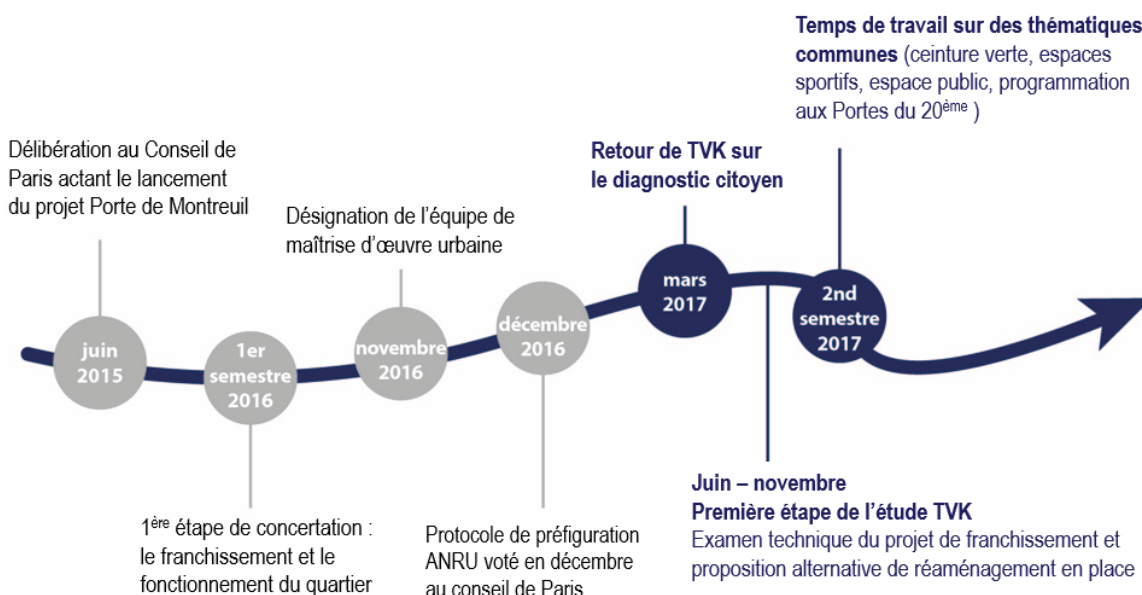 Temps de travail sur des thématiques
communes (ceinture verte, espaces
sportifs, espace public, programmation
aux Portes du 20ème )
Délibération au Conseil de
Paris actant le lancement
du projet Porte de Montreuil
Désignation de l'équipe de
maîtrise d'œuvre urbaine
Retour de TVK sur
le diagnostic citoyen
juin
2015
1er
semestre
2016
novembre
2016
décembre
2016
mars
2017
2nd
semestre
2017
1ère étape de concertation :
le franchissement et le
fonctionnement du quartier
Protocole de préfiguration
ANRU voté en décembre
au conseil de Paris
Juin – novembre
Première étape de l'étude TVK
Examen technique du projet de franchissement et
proposition alternative de réaménagement en place